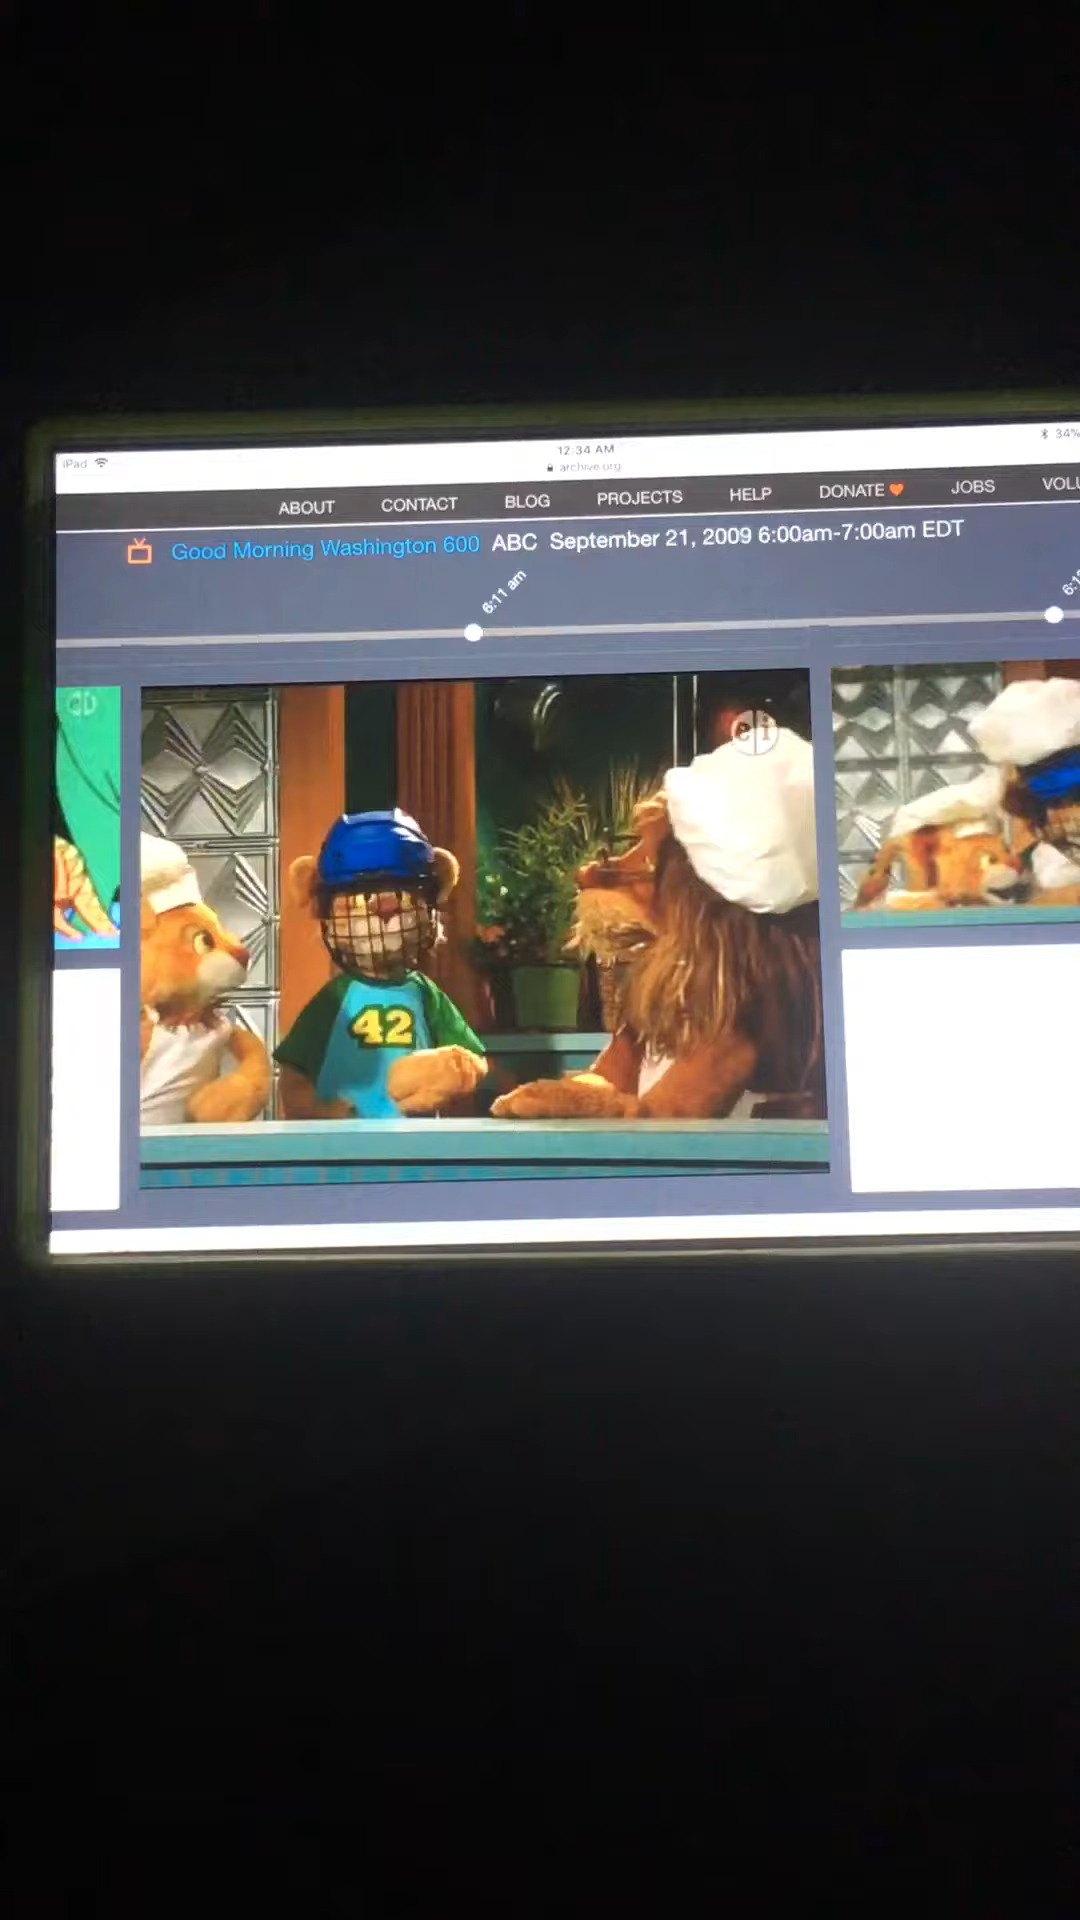 iPad
12:34 AM
34%
archive.org
ABOUT CONTACT BLOG PROJECTS HELP DONATE JOBS VOLU
Good Morning Washington 600 ABC September 21, 2009 6:00am-7:00am EDT
6:11 am
e/i
e/i
42